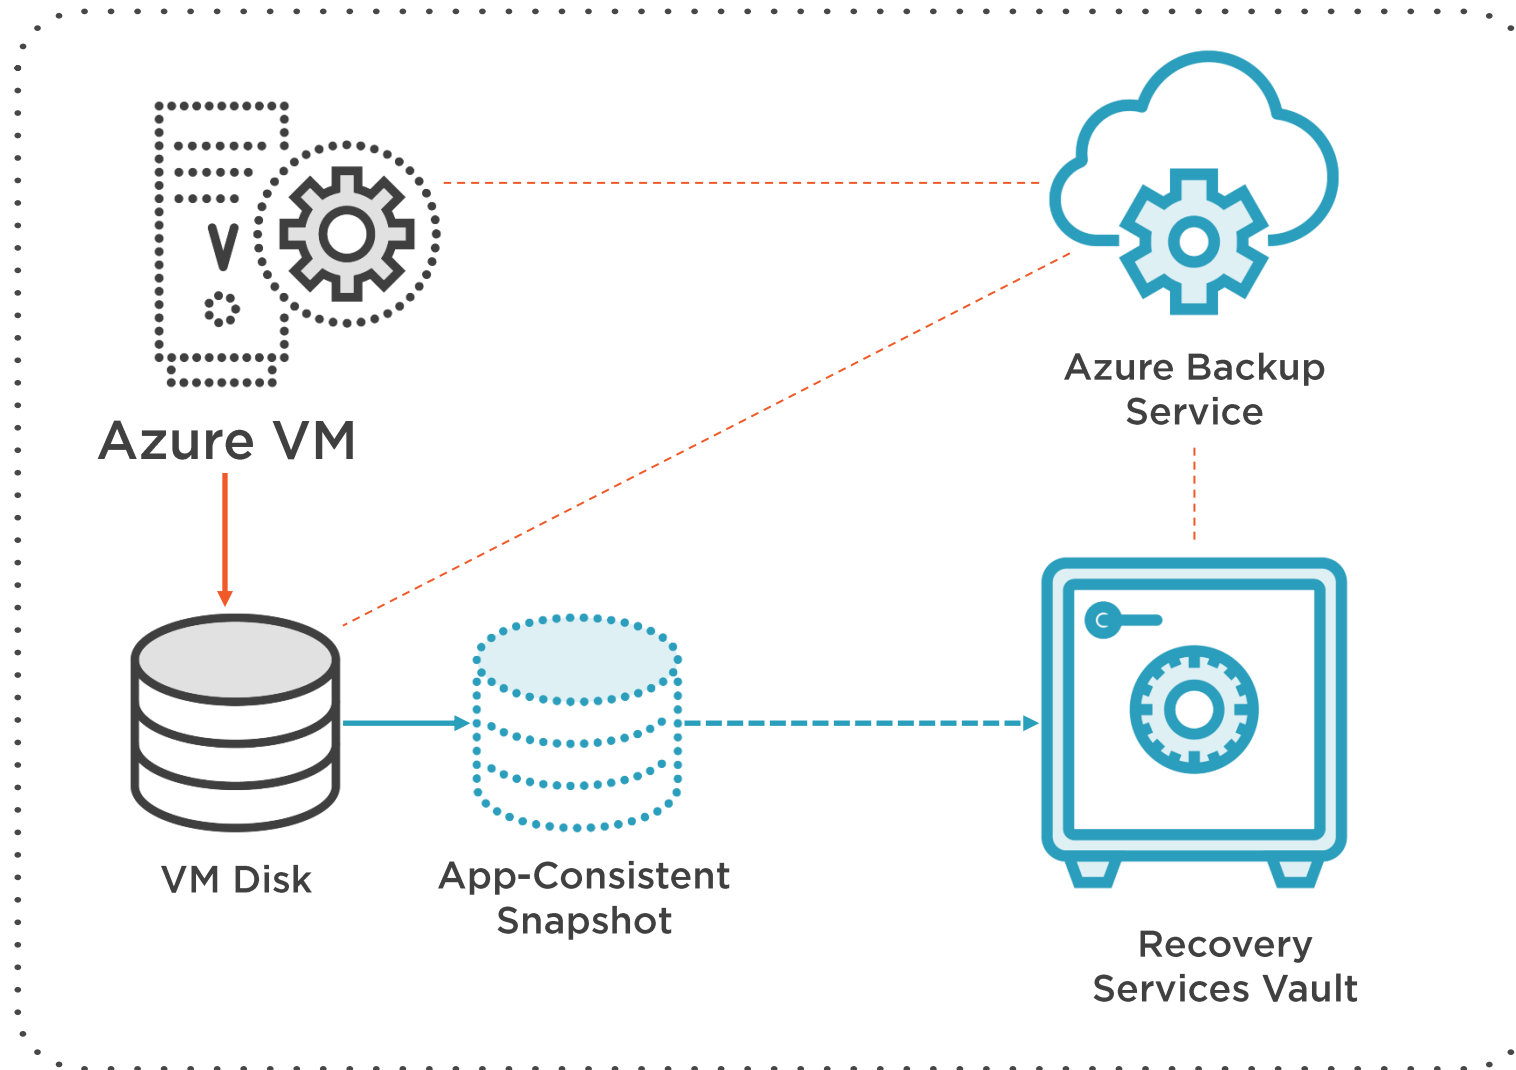 Azure Backup
Service
Azure VM
VM Disk
App-Consistent
Snapshot
Recovery
Services Vault